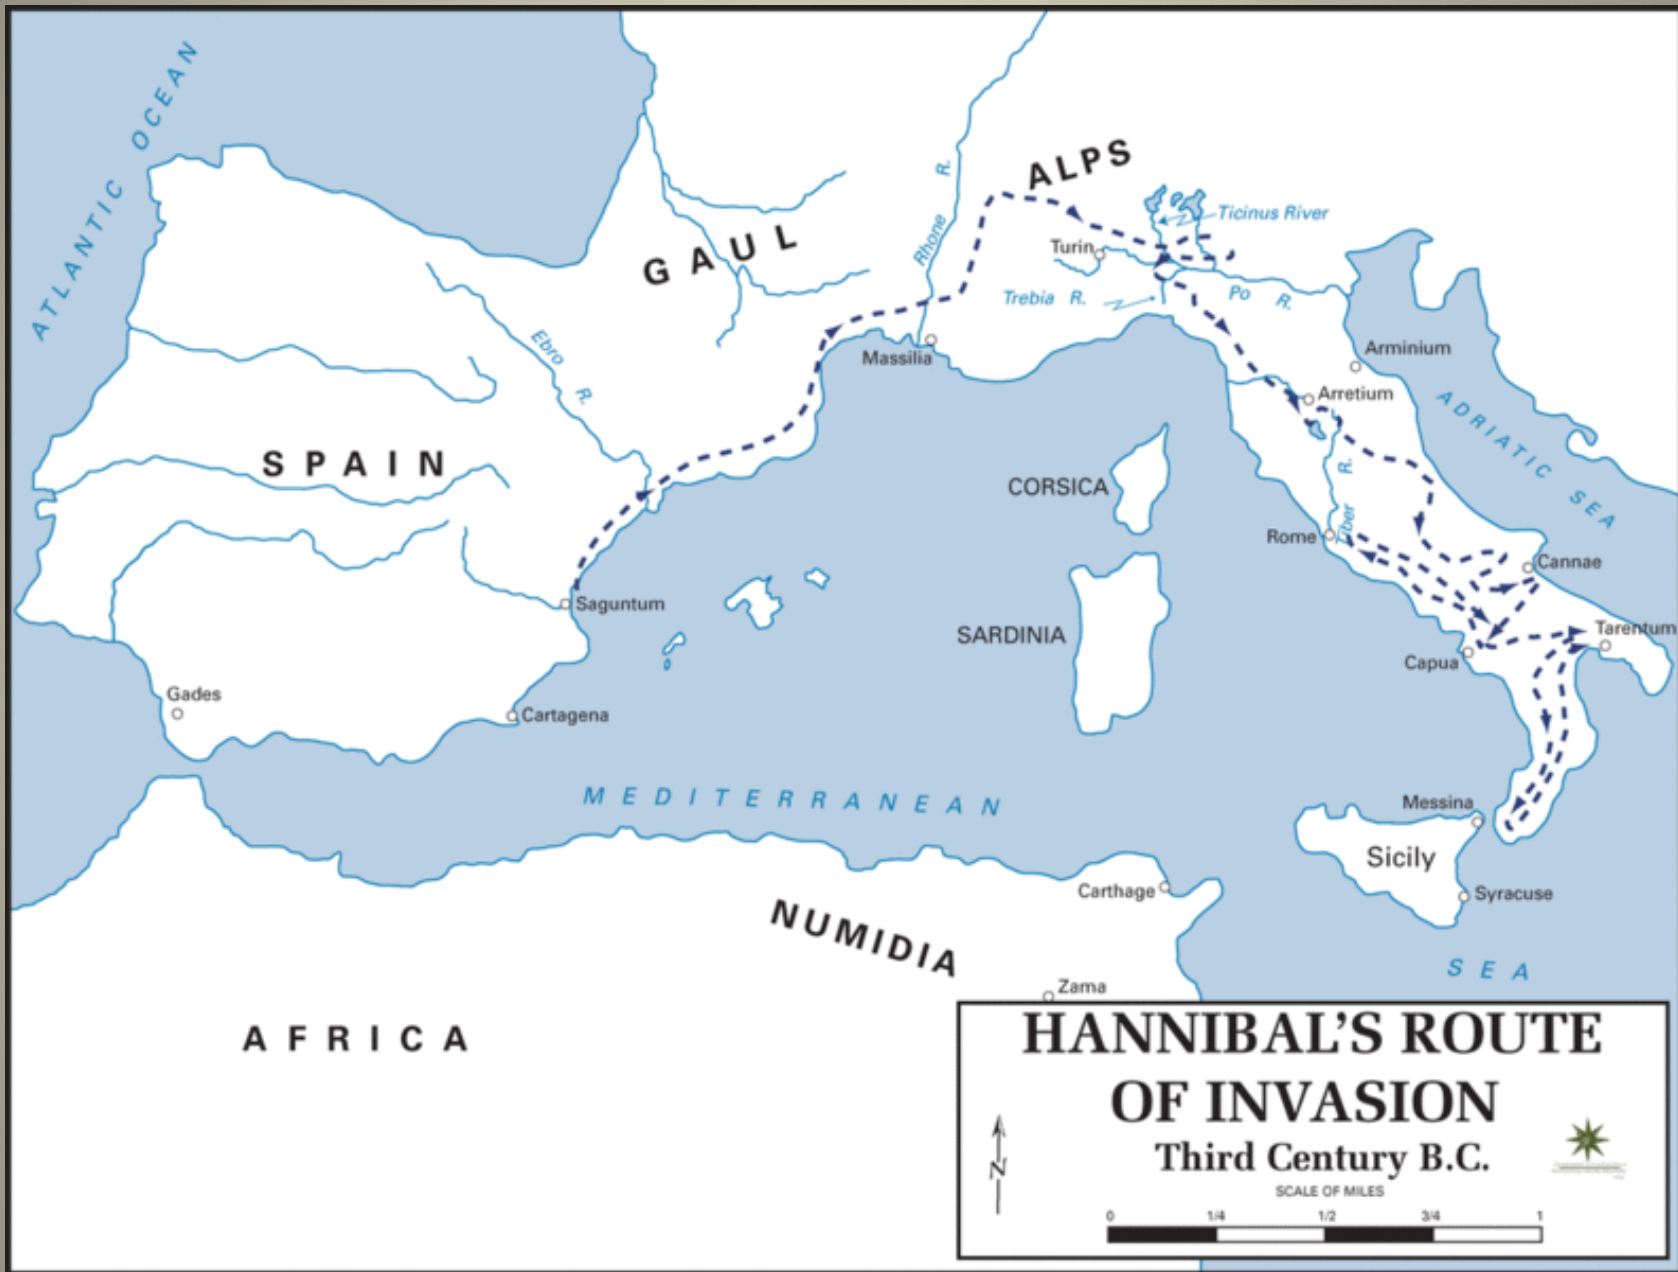 ATLANTIC OCEAN
ALPS
Rhone R.
Ticinus River
GAUL
Turin
Trebia R.
Po R.
Ebro R.
Massilia
Arminium
Arretium
ADRIATIC SEA
SPAIN
CORSICA
Tiber R.
Rome
Cannae
Saguntum
SARDINIA
Tarentum
Capua
Gades
Cartagena
MEDITERRANEAN
Messina
Sicily
Carthage
Syracuse
NUMIDIA
SEA
Zama
AFRICA
HANNIBAL'S ROUTE
OF INVASION
Third Century B.C.
N
SCALE OF MILES
0 1/4 1/2 3/4 1